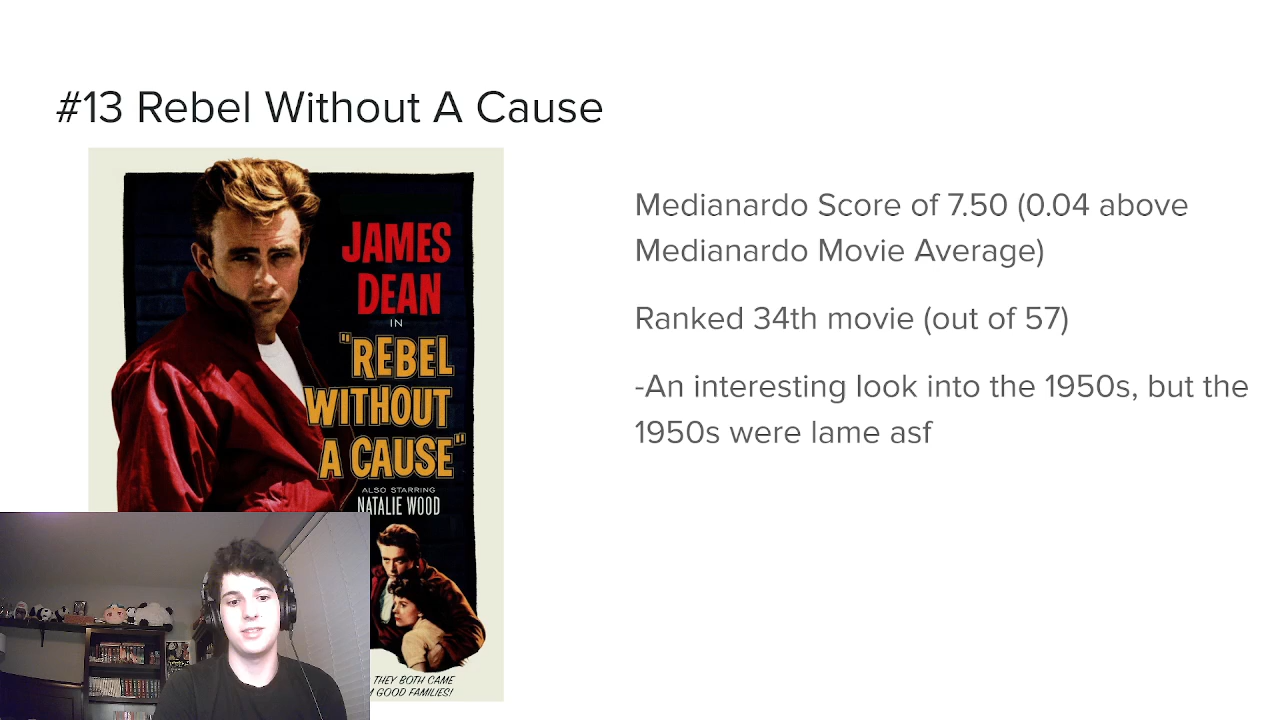 #13 Rebel Without A Cause
JAMES
DEAN
IN
"REBEL
WITHOUT
A CAUSE"
ALSO STARRING
NATALIE WOOD
THEY BOTH CAME
GOOD FAMILIES!
Medianardo Score of 7.50 (0.04 above
Medianardo Movie Average)
Ranked 34th movie (out of 57)
-An interesting look into the 1950s, but the
1950s were lame asf